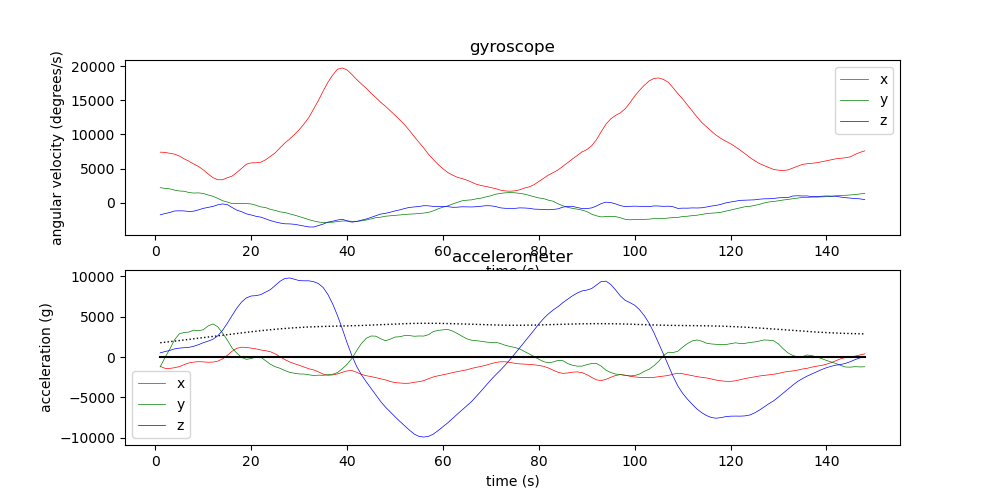 gyroscope
angular velocity (degrees/s)
20000
15000
10000
5000
0
x
y
z
0 20 40 60 80 100 120 140
time (s)
accelerometer
acceleration (g)
10000
5000
0
−5000
−10000
x
y
z
0 20 40 60 80 100 120 140
time (s)